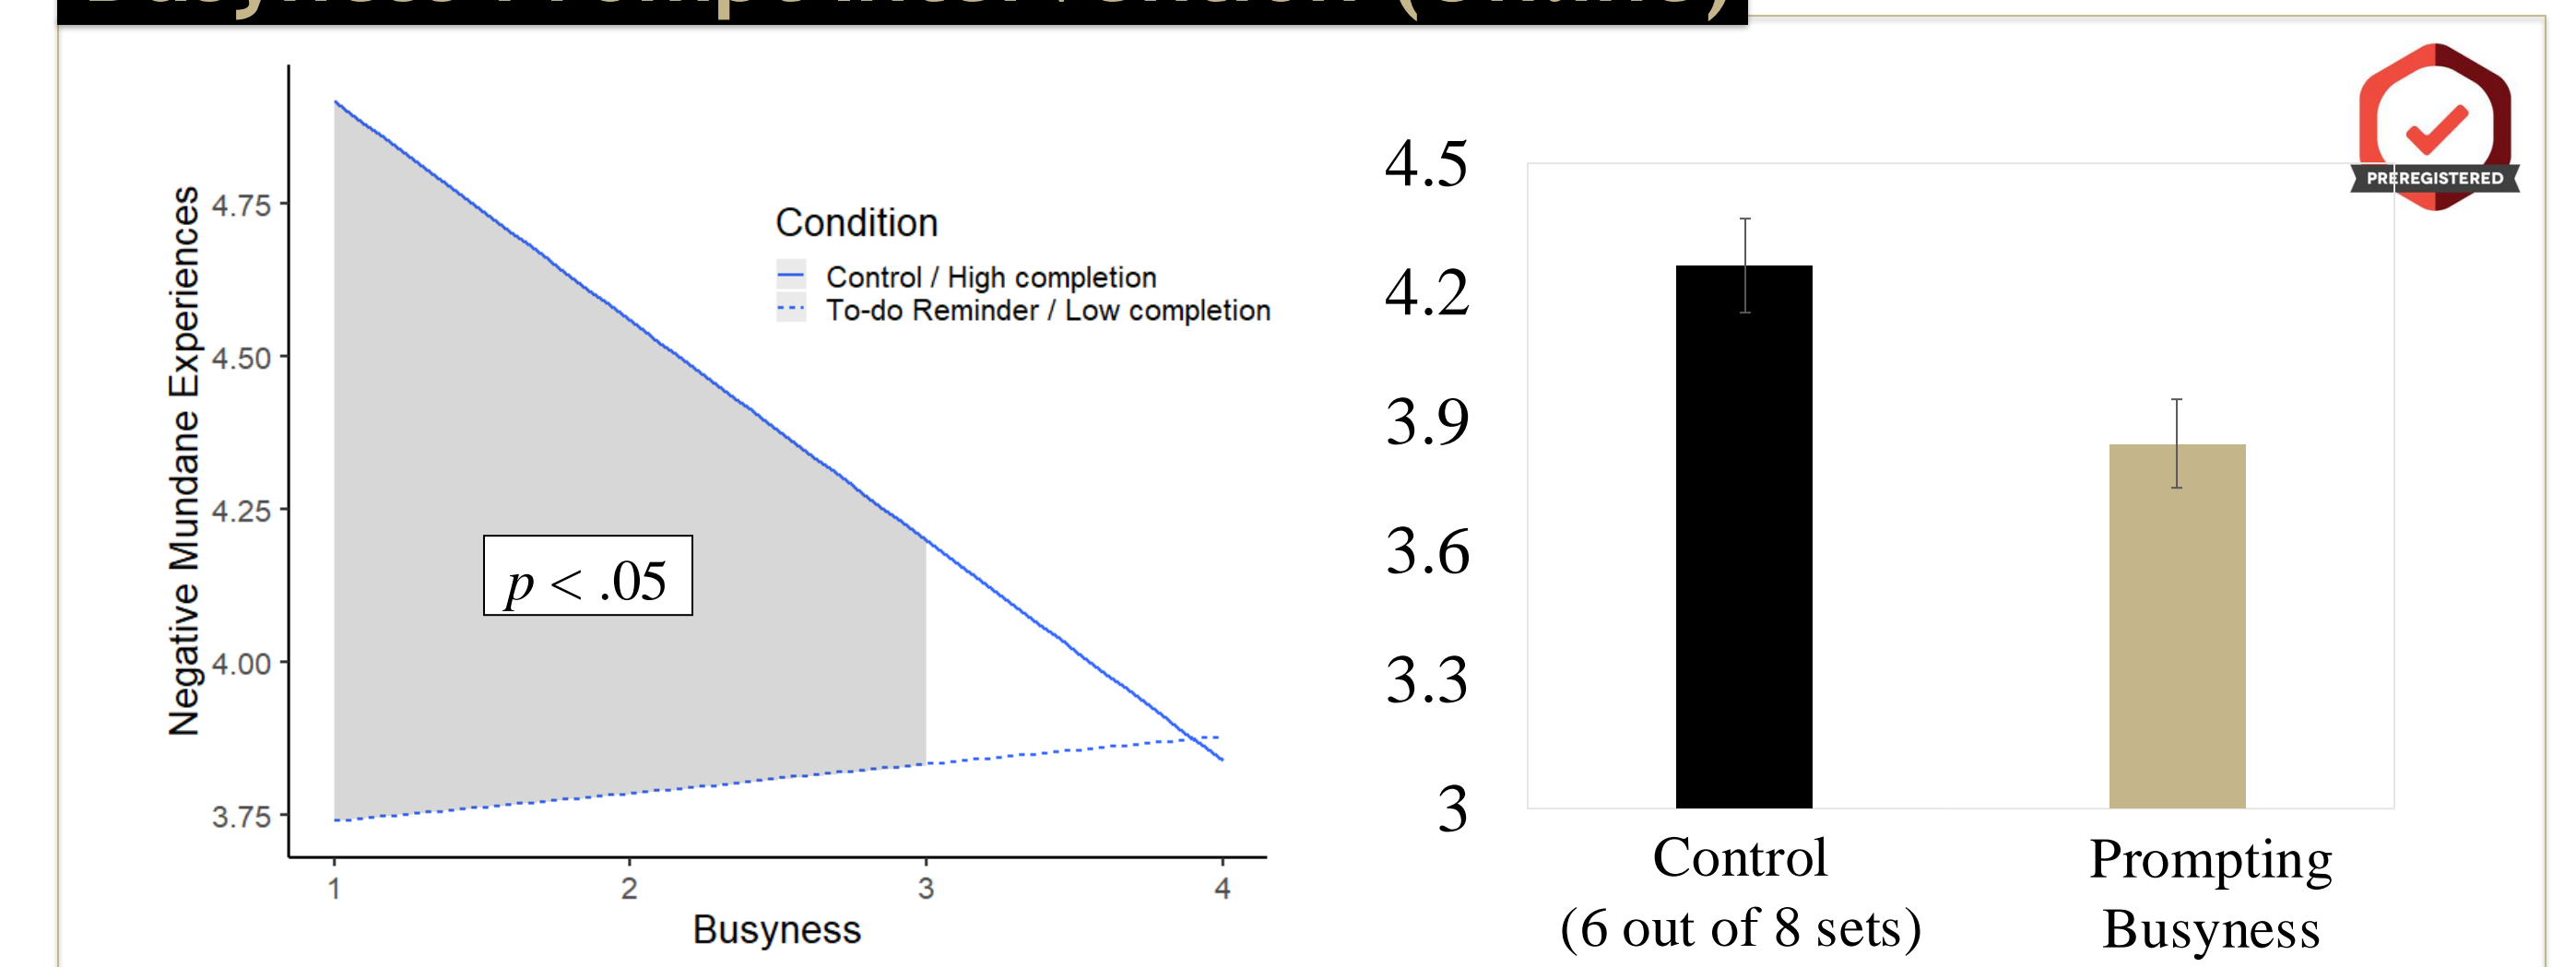 Negative Mundane Experiences
4.75
4.50
4.25
4.00
3.75
1
2
3
4
Busyness
Condition
Control / High completion
To-do Reminder / Low completion
p < .05
PREREGISTERED
4.5
4.2
3.9
3.6
3.3
3
Control
(6 out of 8 sets)
Prompting
Busyness